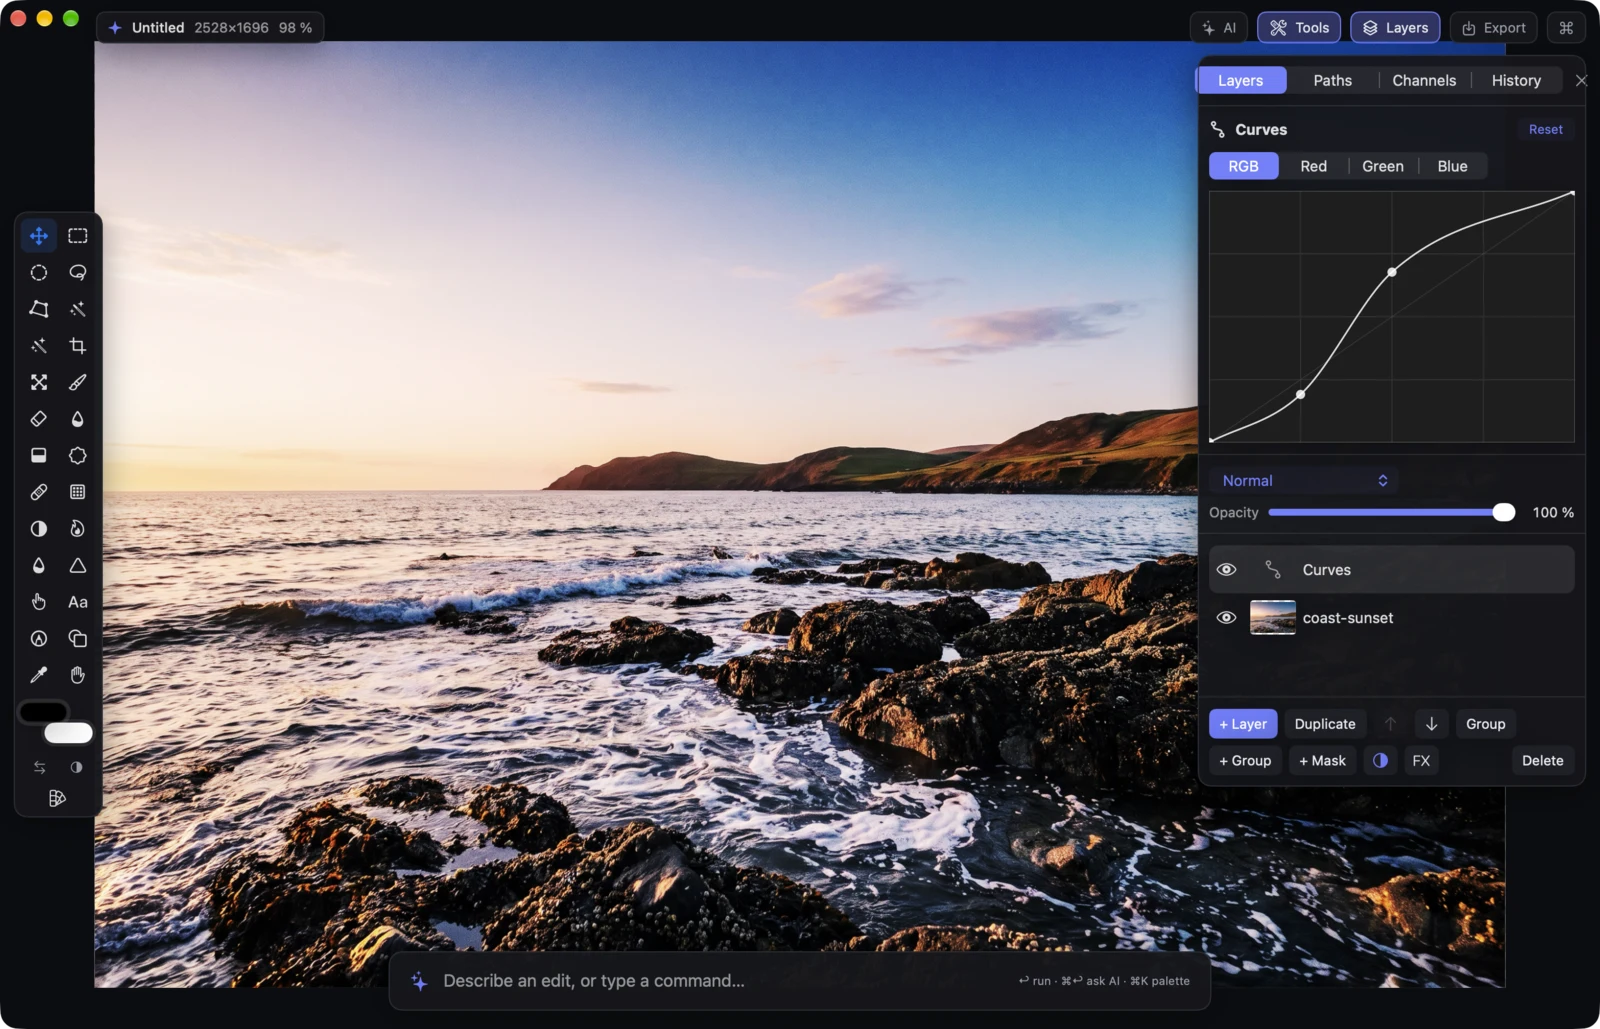 Untitled 2528×1696 98 %
AI Tools Layers Export ⌘
Layers Paths Channels History
Curves Reset
RGB Red Green Blue
Normal
Opacity 100 %
Curves
coast-sunset
+ Layer Duplicate ↑ ↓ Group
+ Group + Mask FX Delete
Aa
Describe an edit, or type a command... ↩ run · ⌘↩ ask AI · ⌘K palette